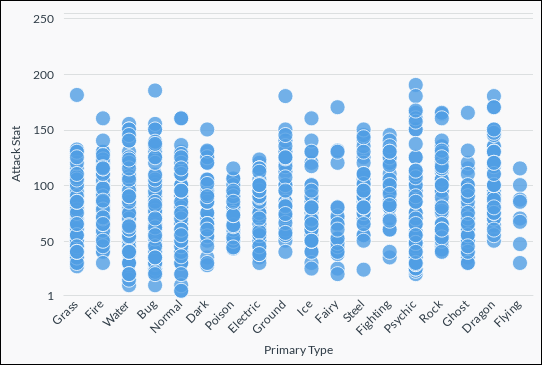 250
200
150
100
50
1
Attack Stat
Grass
Fire
Water
Bug
Normal
Dark
Poison
Electric
Ground
Ice
Fairy
Steel
Fighting
Psychic
Rock
Ghost
Dragon
Flying
Primary Type